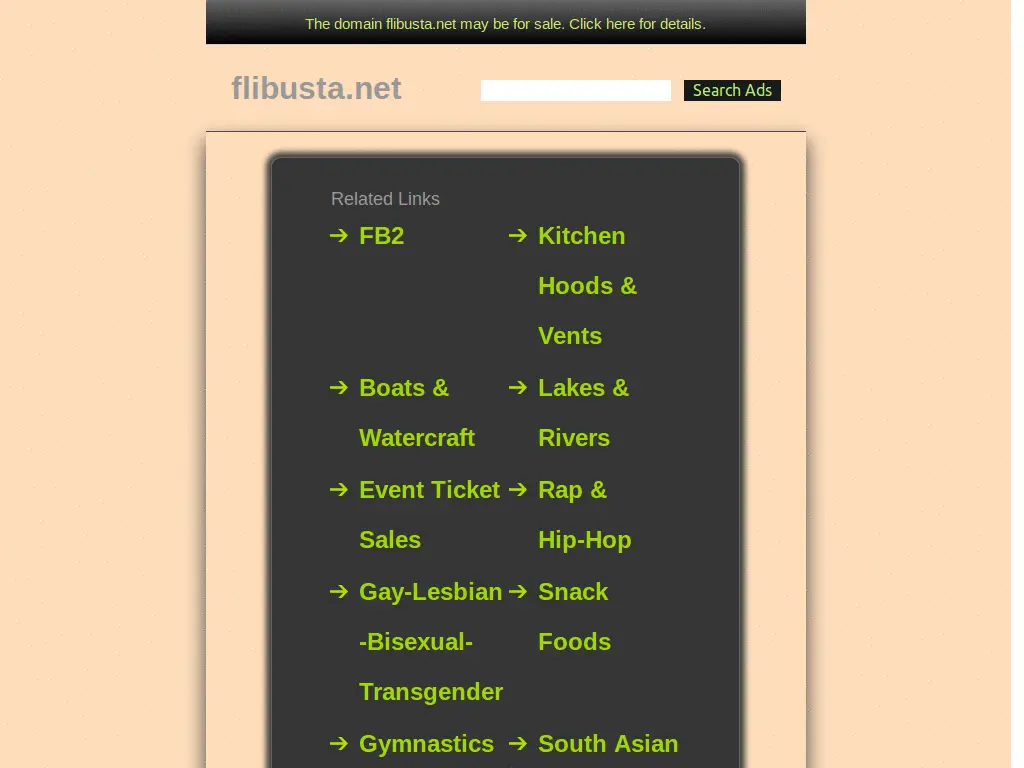 The domain flibusta.net may be for sale. Click here for details.
flibusta.net
Search Ads
Related Links
→ FB2
→ Kitchen
Hoods &
Vents
→ Boats &
Watercraft
→ Lakes &
Rivers
→ Event Ticket
Sales
→ Rap &
Hip-Hop
→ Gay-Lesbian
-Bisexual-
Transgender
→ Snack
Foods
→ Gymnastics
→ South Asian